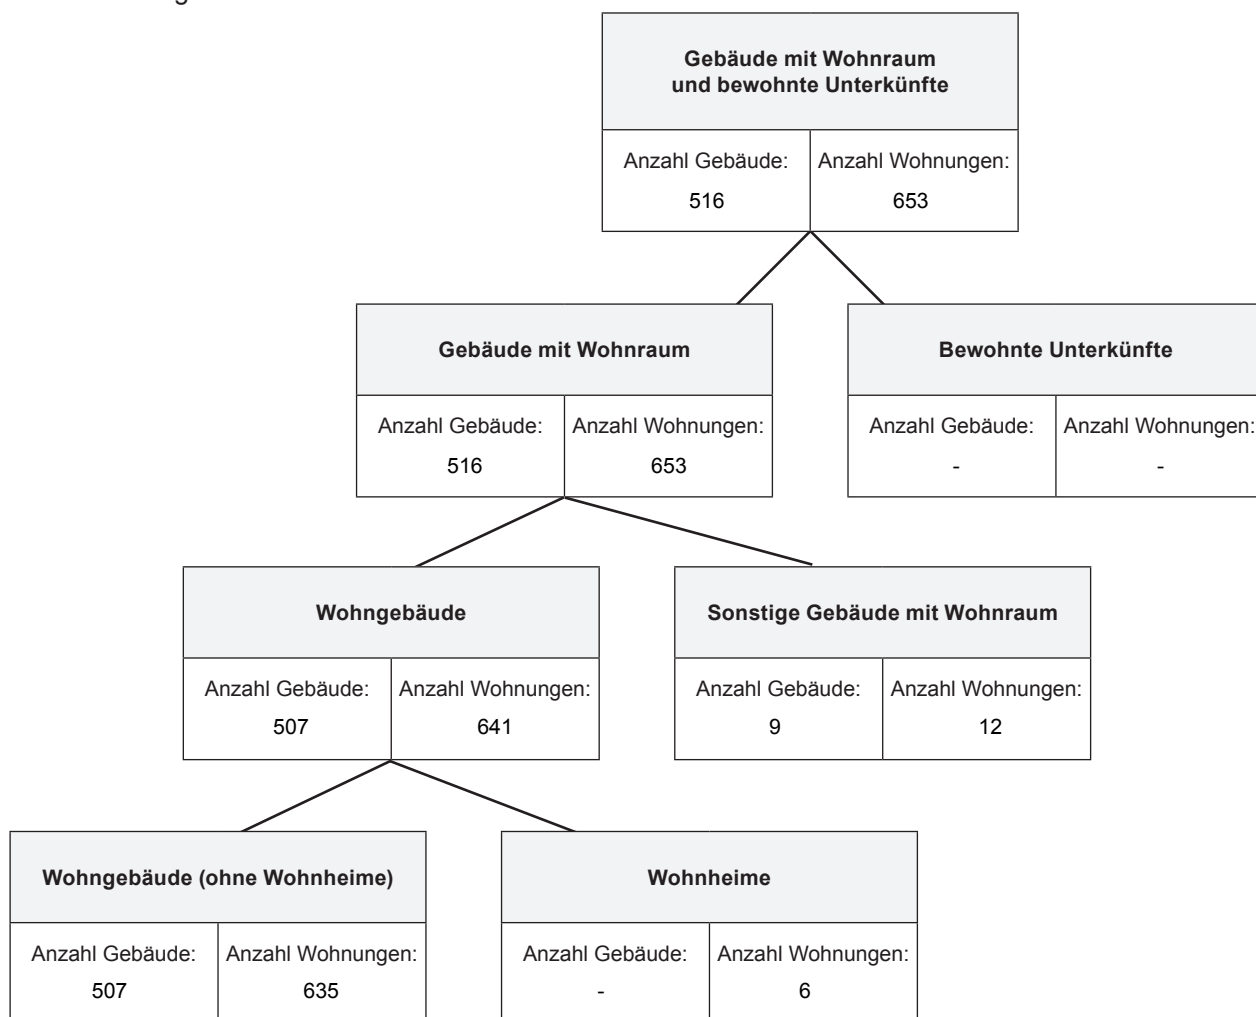 Gebäude mit Wohnraum
und bewohnte Unterkünfte
Anzahl Gebäude: Anzahl Wohnungen:
516 653
Gebäude mit Wohnraum
Anzahl Gebäude: Anzahl Wohnungen:
516 653
Bewohnte Unterkünfte
Anzahl Gebäude: Anzahl Wohnungen:
- -
Wohngebäude
Anzahl Gebäude: Anzahl Wohnungen:
507 641
Sonstige Gebäude mit Wohnraum
Anzahl Gebäude: Anzahl Wohnungen:
9 12
Wohngebäude (ohne Wohnheime)
Anzahl Gebäude: Anzahl Wohnungen:
507 635
Wohnheime
Anzahl Gebäude: Anzahl Wohnungen:
- 6